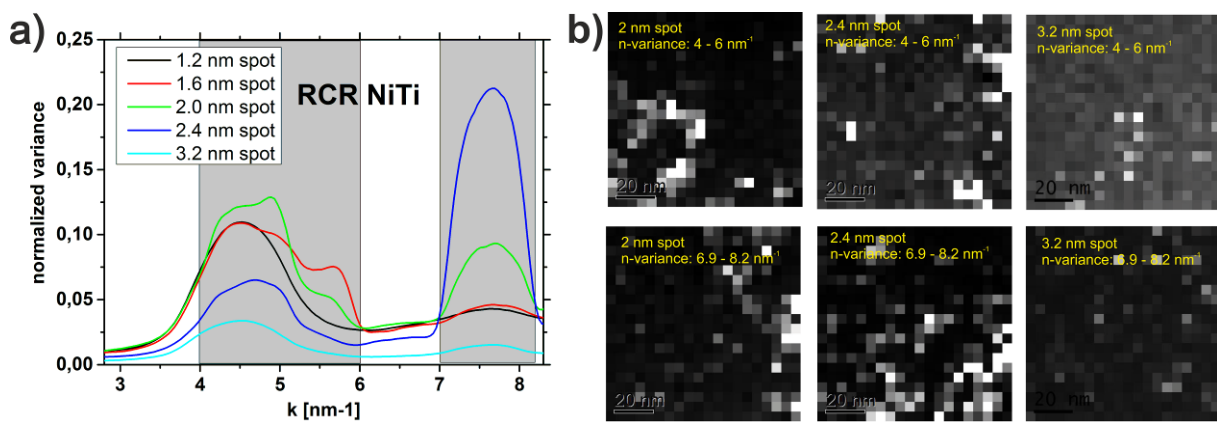 a)
0,25
0,20
0,15
0,10
0,05
0,00
normalized variance
1.2 nm spot
1.6 nm spot
2.0 nm spot
2.4 nm spot
3.2 nm spot
RCR NiTi
3 4 5 6 7 8
k [nm-1]
b)
2 nm spot
n-variance: 4 - 6 nm⁻¹
20 nm
2.4 nm spot
n-variance: 4 - 6 nm⁻¹
20 nm
3.2 nm spot
n-variance: 4 - 6 nm⁻¹
20 nm
2 nm spot
n-variance: 6.9 - 8.2 nm⁻¹
20 nm
2.4 nm spot
n-variance: 6.9 - 8.2 nm⁻¹
20 nm
3.2 nm spot
n-variance: 6.9 - 8.2 nm⁻¹
20 nm